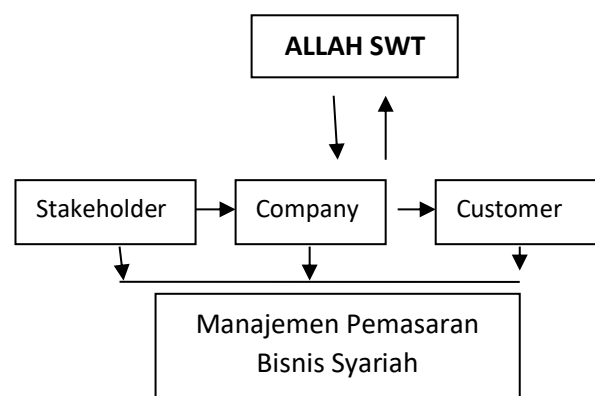 ALLAH SWT
Stakeholder
Company
Customer
Manajemen Pemasaran
Bisnis Syariah